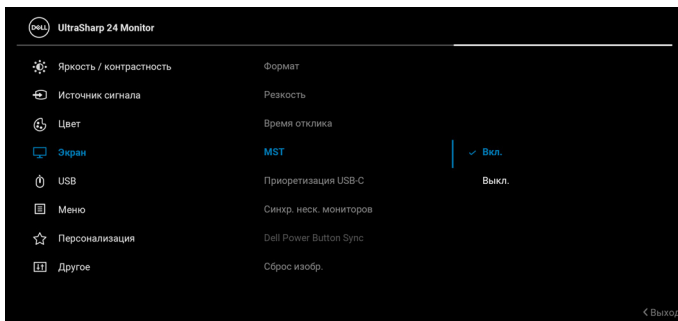 DELL UltraSharp 24 Monitor
Яркость / контрастность Формат
Источник сигнала Резкость
Цвет Время отклика
Экран MST Вкл.
USB Приоретизация USB-C Выкл.
Меню Синхр. неск. мониторов
Персонализация Dell Power Button Sync
Другое Сброс изобр.
Выход